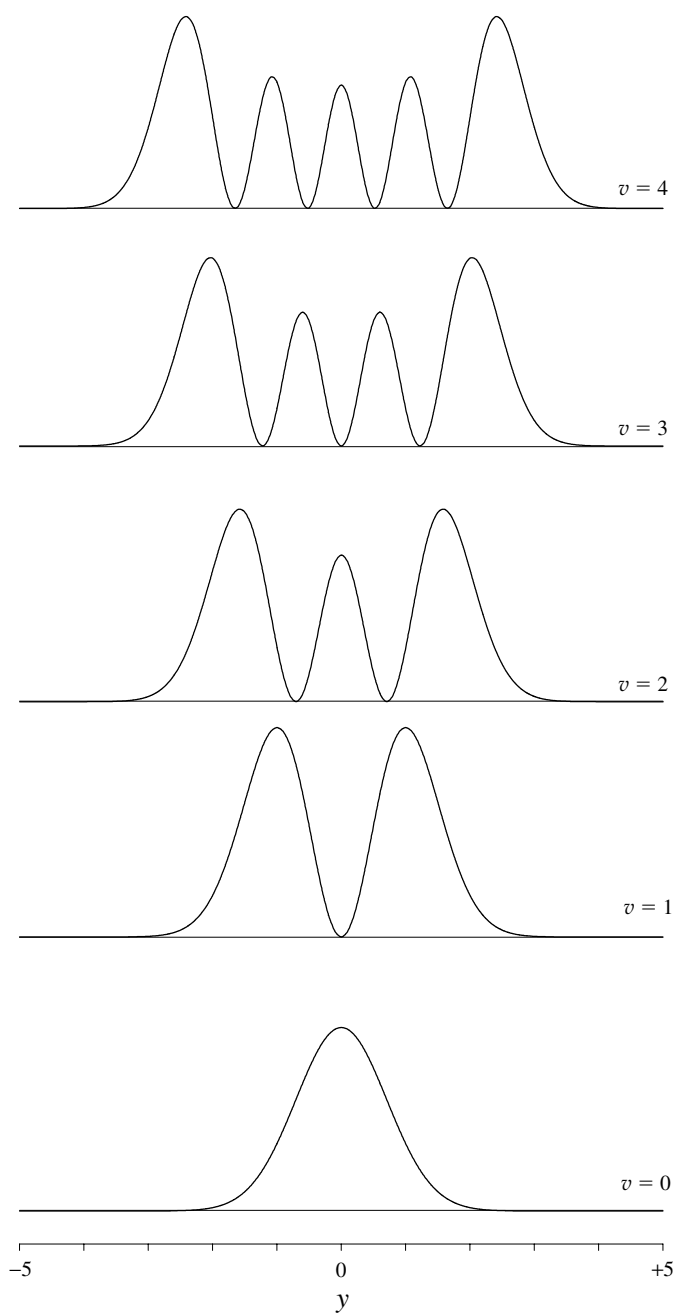 v = 4
v = 3
v = 2
v = 1
v = 0
−5 0 +5
y